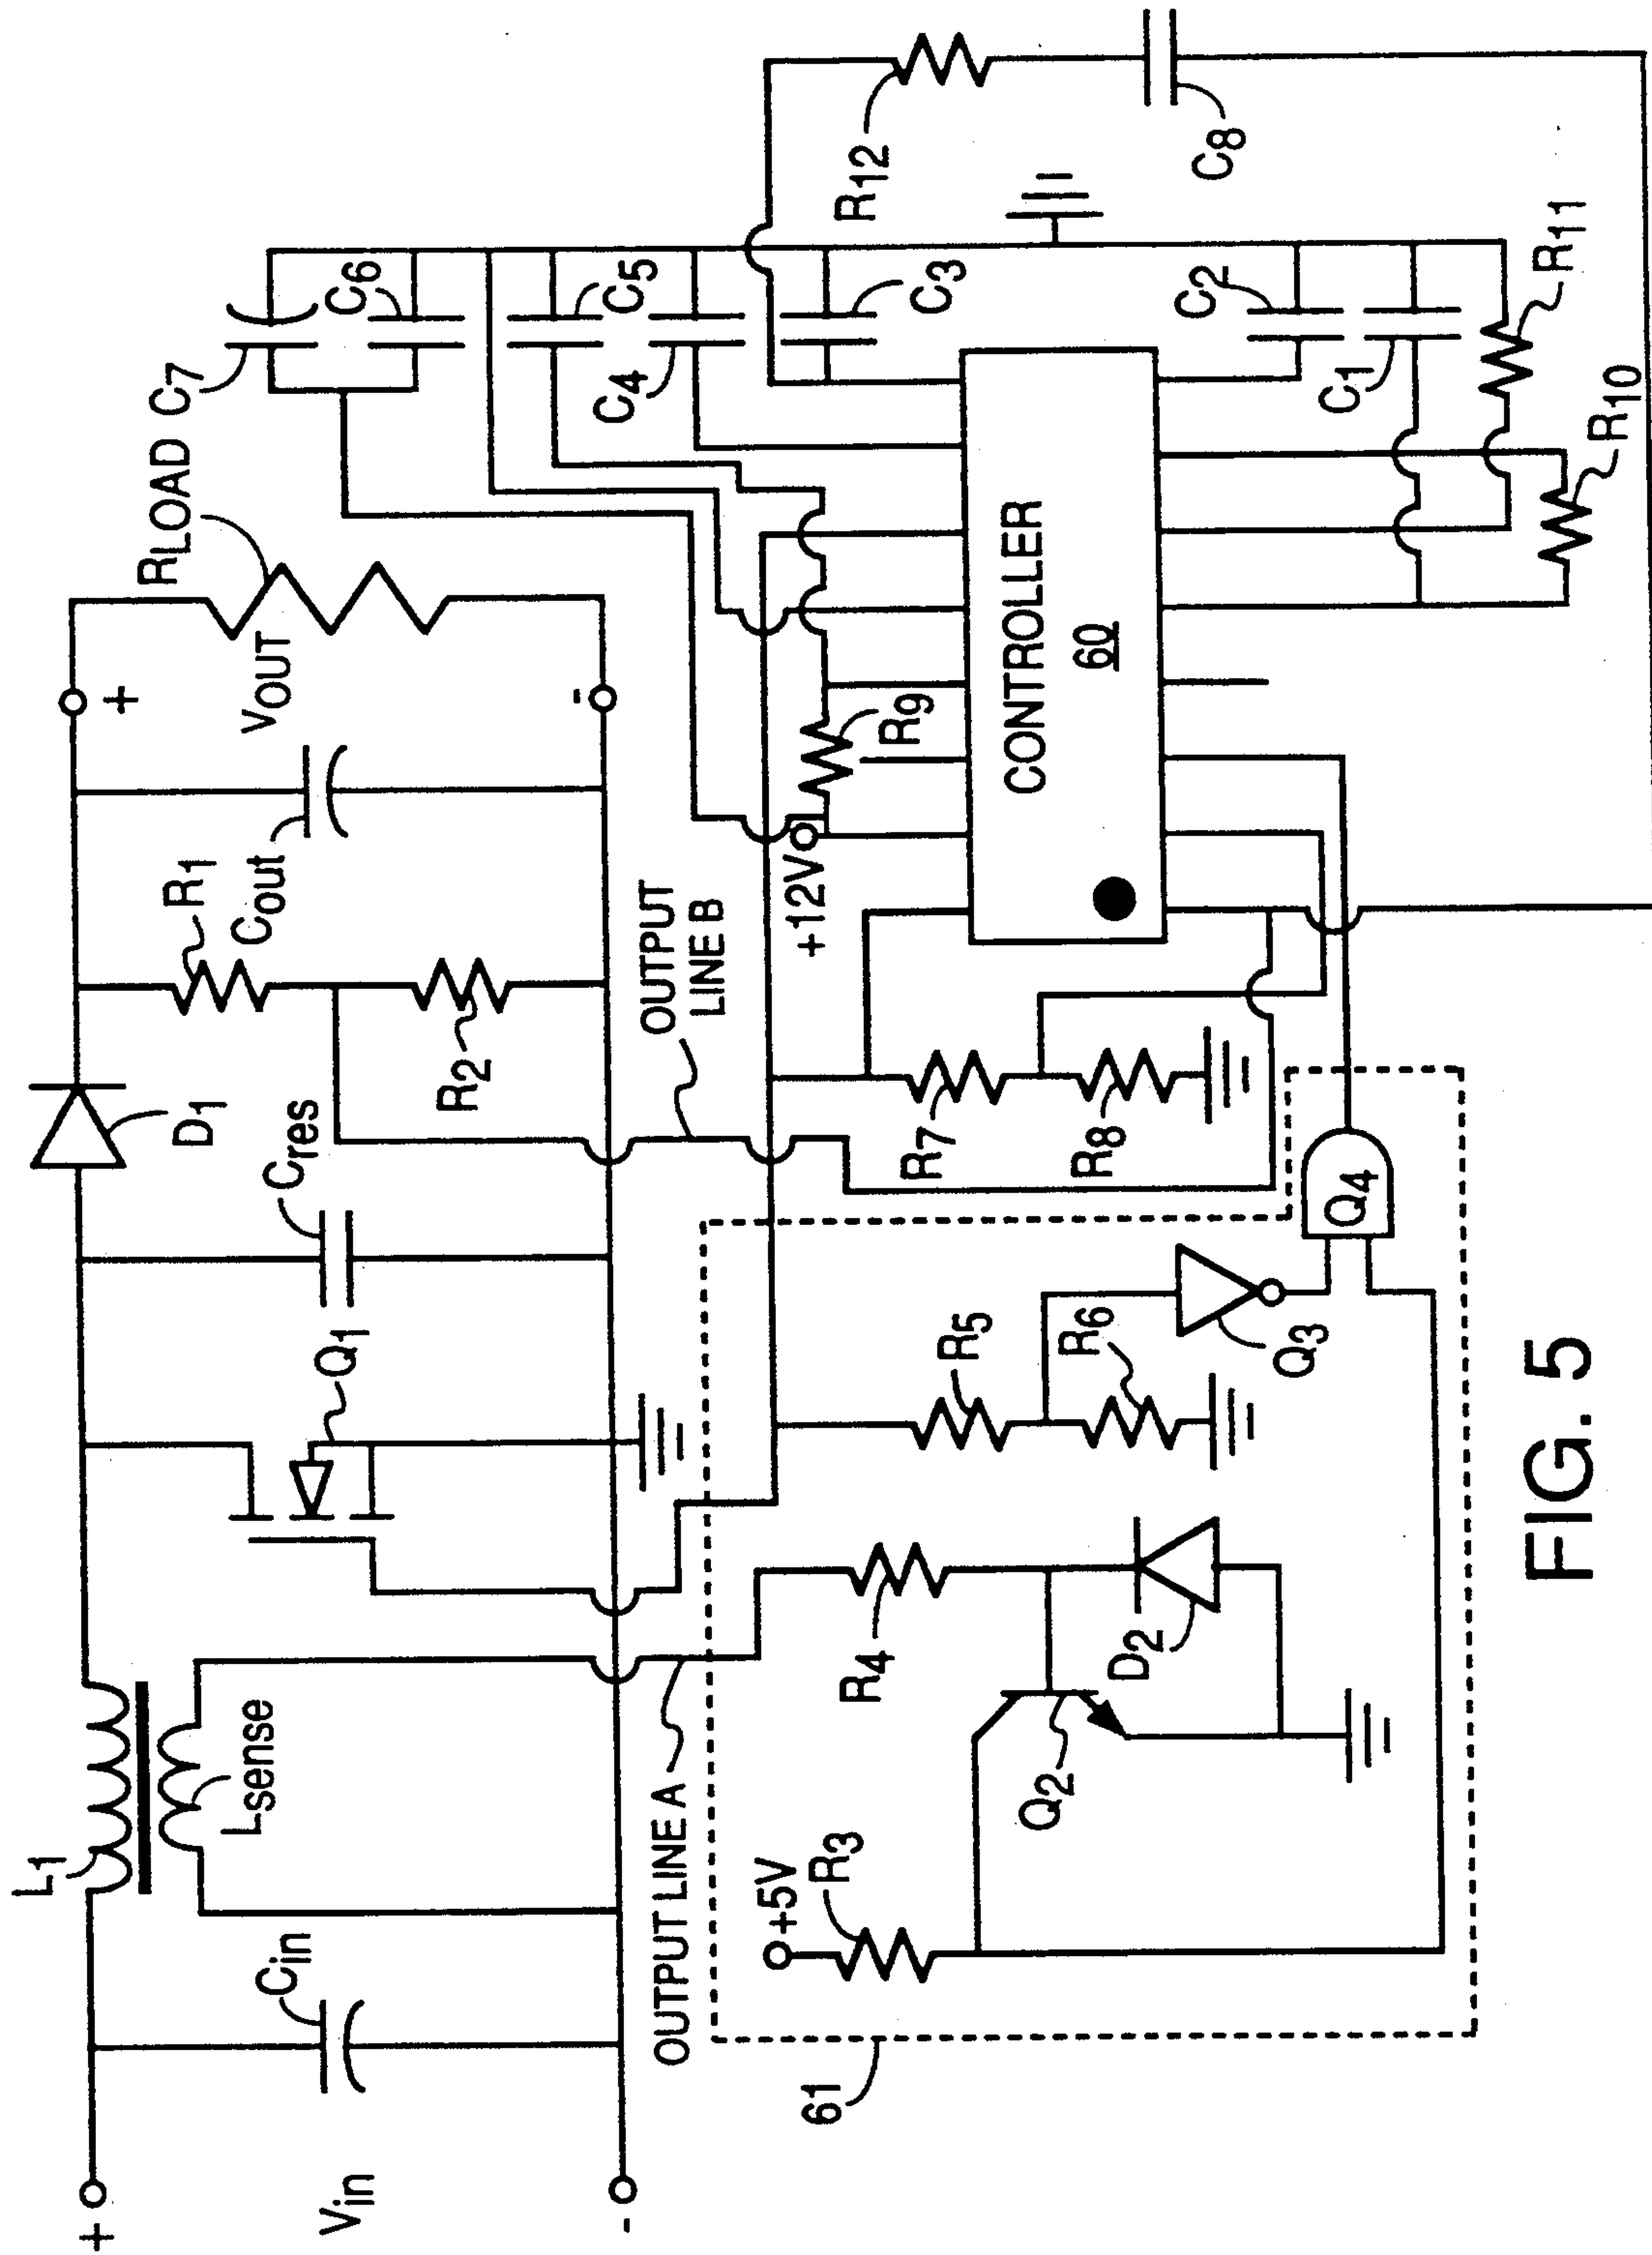 L1
D1
+
+
Vin
-
Cin
Lsense
Q1
Cres
R1
R2
Cout
VOUT
-
RLOAD
C7
C6
C5
C4
C3
OUTPUT LINE A
OUTPUT
LINE B
+12V
R9
CONTROLLER
60
R12
C8
C2
C1
R11
R10
61
+5V
R3
R4
Q2
D2
R5
R6
Q3
R7
R8
Q4
FIG. 5